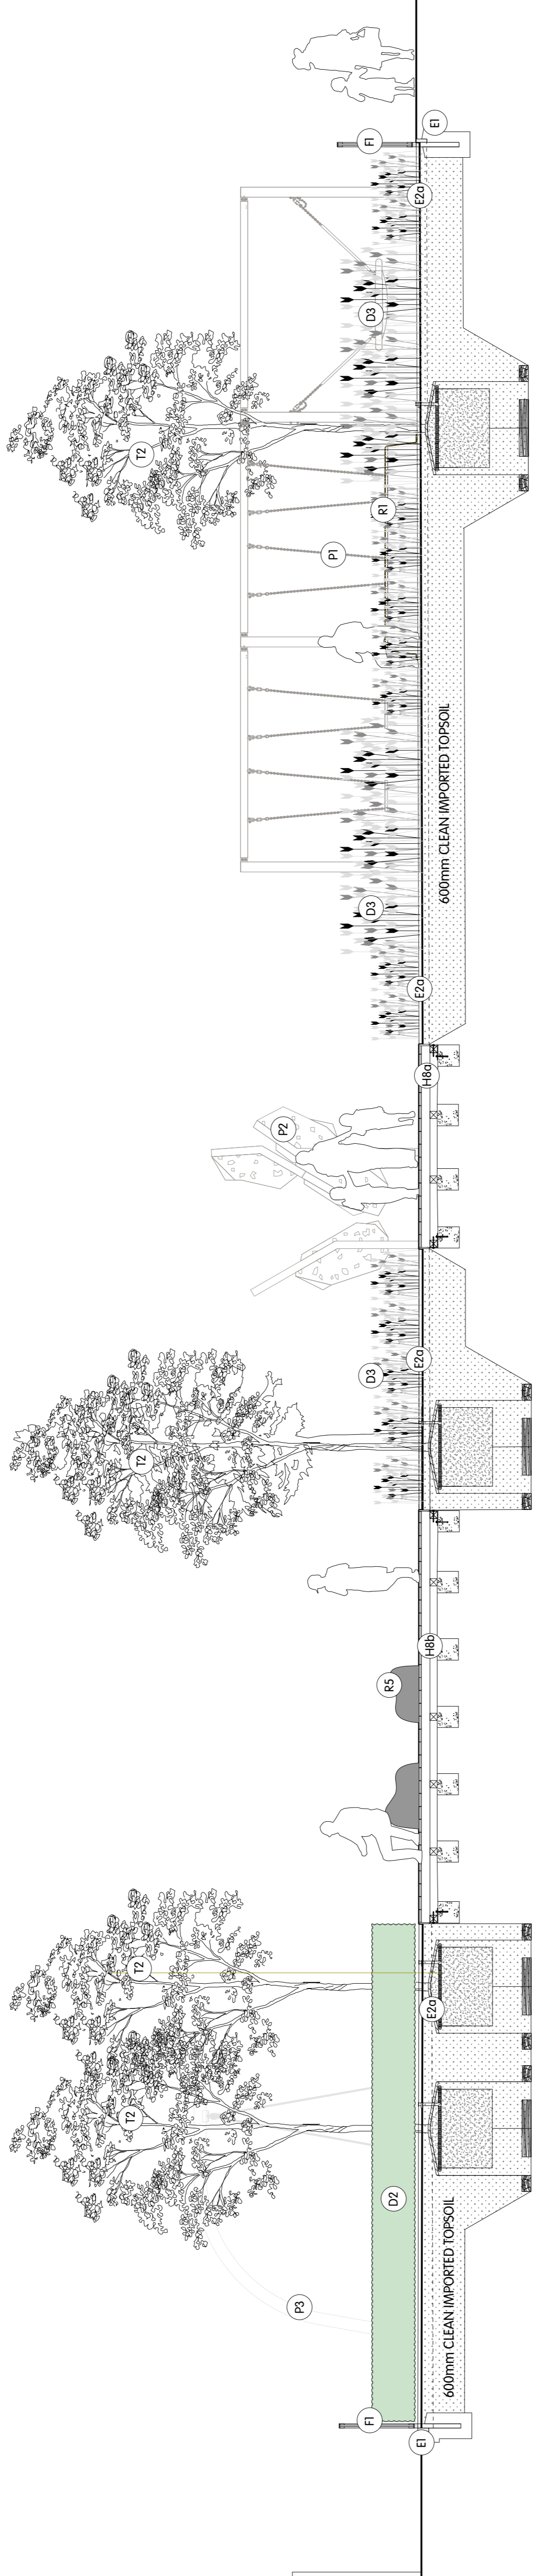 E1
F1
E2a
D3
T2
R1
P1
600mm CLEAN IMPORTED TOPSOIL
D3
E2a
H8a
P2
E2a
D3
T2
H8b
R5
T2
E2a
T2
D2
600mm CLEAN IMPORTED TOPSOIL
P3
F1
E1